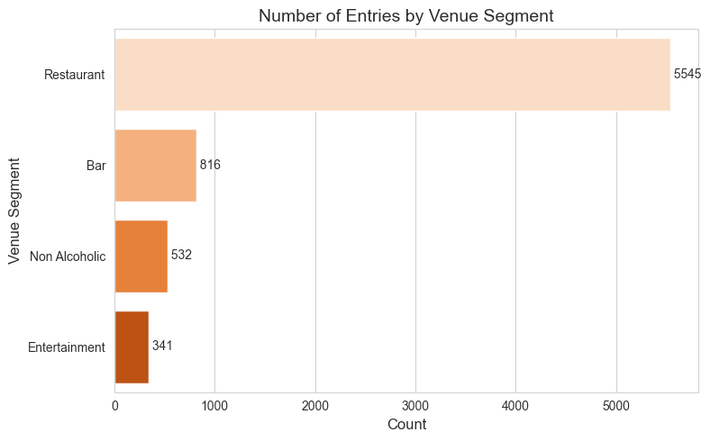 Number of Entries by Venue Segment
Venue Segment
Restaurant 5545
Bar 816
Non Alcoholic 532
Entertainment 341
0 1000 2000 3000 4000 5000
Count